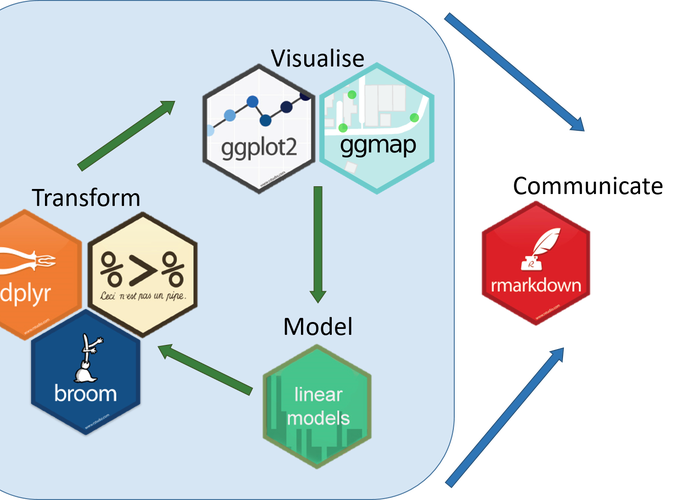 Visualise
ggplot2
ggmap
Transform
dplyr
%>%
Ceci n'est pas un pipe.
broom
Model
linear
models
Communicate
rmarkdown